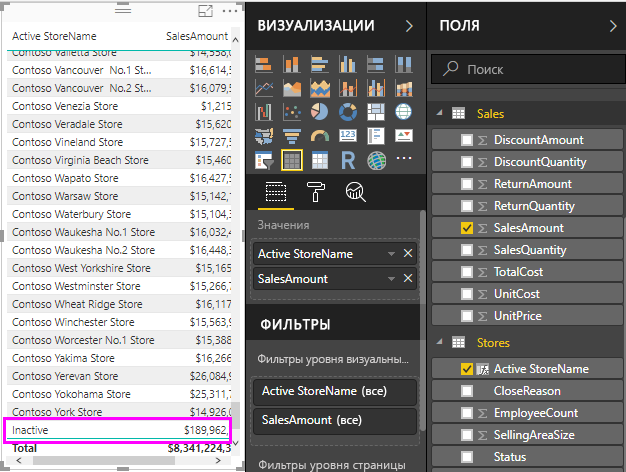 Active StoreName SalesAmount
Contoso Valletta Store $14,558,0
Contoso Vancouver No.1 St... $16,614,5
Contoso Vancouver No.2 St... $16,079,5
Contoso Venezia Store $1,215
Contoso Veradale Store $15,620
Contoso Vineland Store $15,727,5
Contoso Virginia Beach Store $15,460
Contoso Wapato Store $16,427,5
Contoso Warsaw Store $15,142,1
Contoso Waterbury Store $15,104,3
Contoso Waukesha No.1 Store $16,032,4
Contoso Waukesha No.2 Store $16,448,3
Contoso West Yorkshire Store $15,165
Contoso Westminster Store $15,266,7
Contoso Wheat Ridge Store $16,117
Contoso Winchester Store $15,563,9
Contoso Worcester No.1 Store $15,388
Contoso Yakima Store $16,266
Contoso Yerevan Store $26,084,9
Contoso Yokohama Store $25,311,3
Contoso York Store $14,926,0
Inactive $189,962,
Total $8,341,224,3
ВИЗУАЛИЗАЦИИ
123
R
Значения
Active StoreName
SalesAmount
ФИЛЬТРЫ
Фильтры уровня визуальны...
Active StoreName (все)
SalesAmount (все)
Фильтры уровня страницы
ПОЛЯ
Поиск
Sales
DiscountAmount
DiscountQuantity
ReturnAmount
ReturnQuantity
SalesAmount
SalesQuantity
TotalCost
UnitCost
UnitPrice
Stores
Active StoreName
CloseReason
EmployeeCount
SellingAreaSize
Status